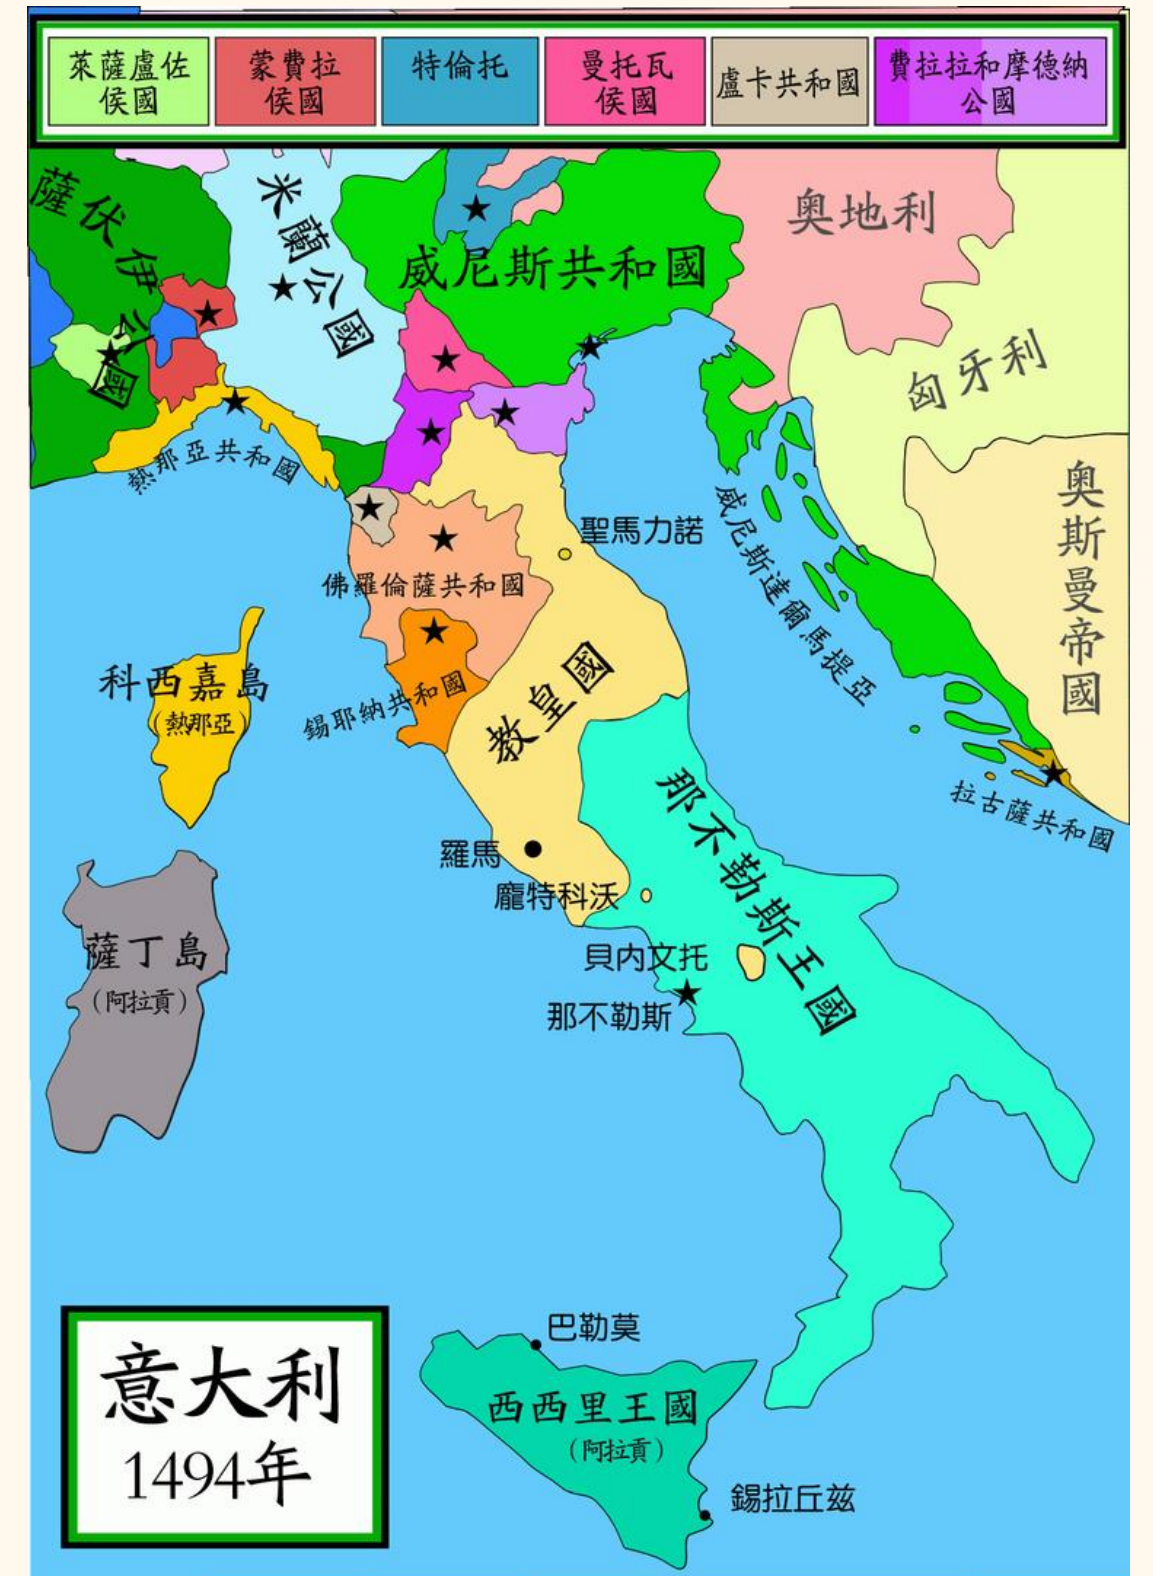 萊薩盧佐
侯國
蒙費拉
侯國
特倫托
曼托瓦
侯國
盧卡共和國
費拉拉和摩德納
公國
薩伏伊公國
米蘭公國
威尼斯共和國
奧地利
匈牙利
奧斯曼帝國
熱那亞共和國
威尼斯達爾馬提亞
聖馬力諾
佛羅倫薩共和國
錫耶納共和國
教皇國
科西嘉島
(熱那亞)
拉古薩共和國
那不勒斯王國
羅馬
龐特科沃
貝內文托
那不勒斯
薩丁島
(阿拉貢)
巴勒莫
西西里王國
(阿拉貢)
錫拉丘茲
意大利
1494年